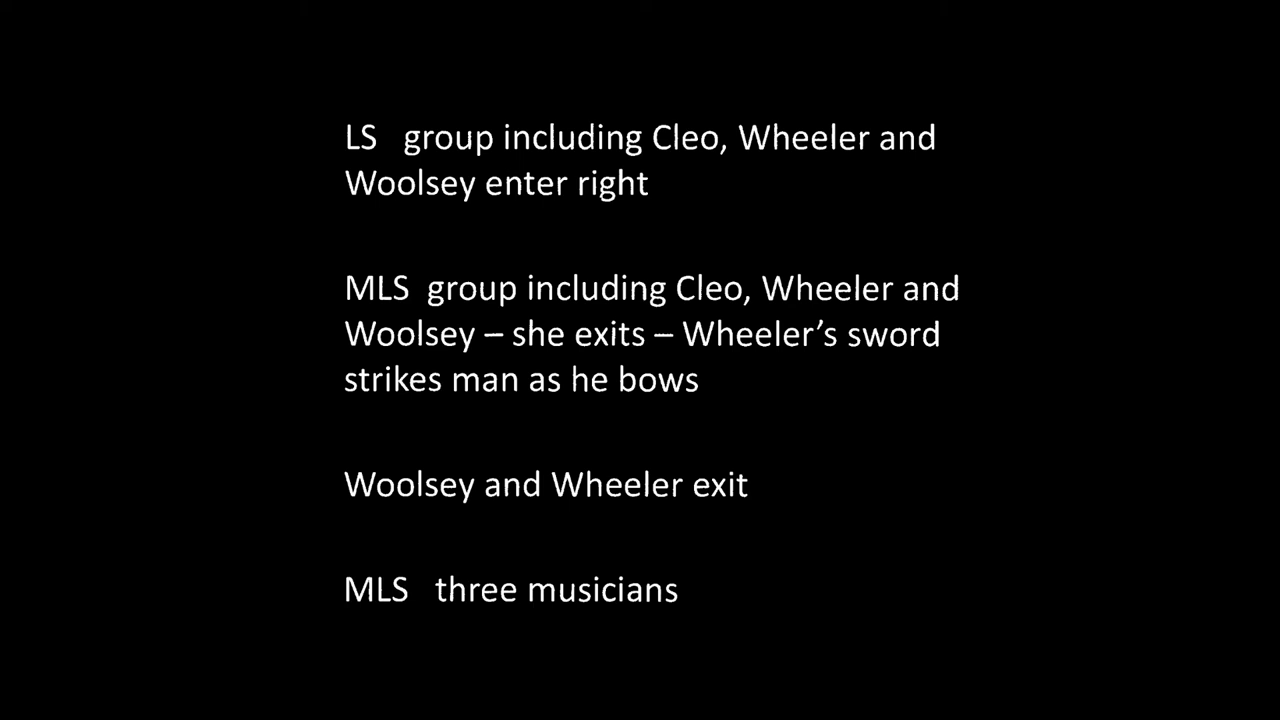 LS   group including Cleo, Wheeler and
Woolsey enter right
MLS  group including Cleo, Wheeler and
Woolsey – she exits – Wheeler’s sword
strikes man as he bows
Woolsey and Wheeler exit
MLS   three musicians